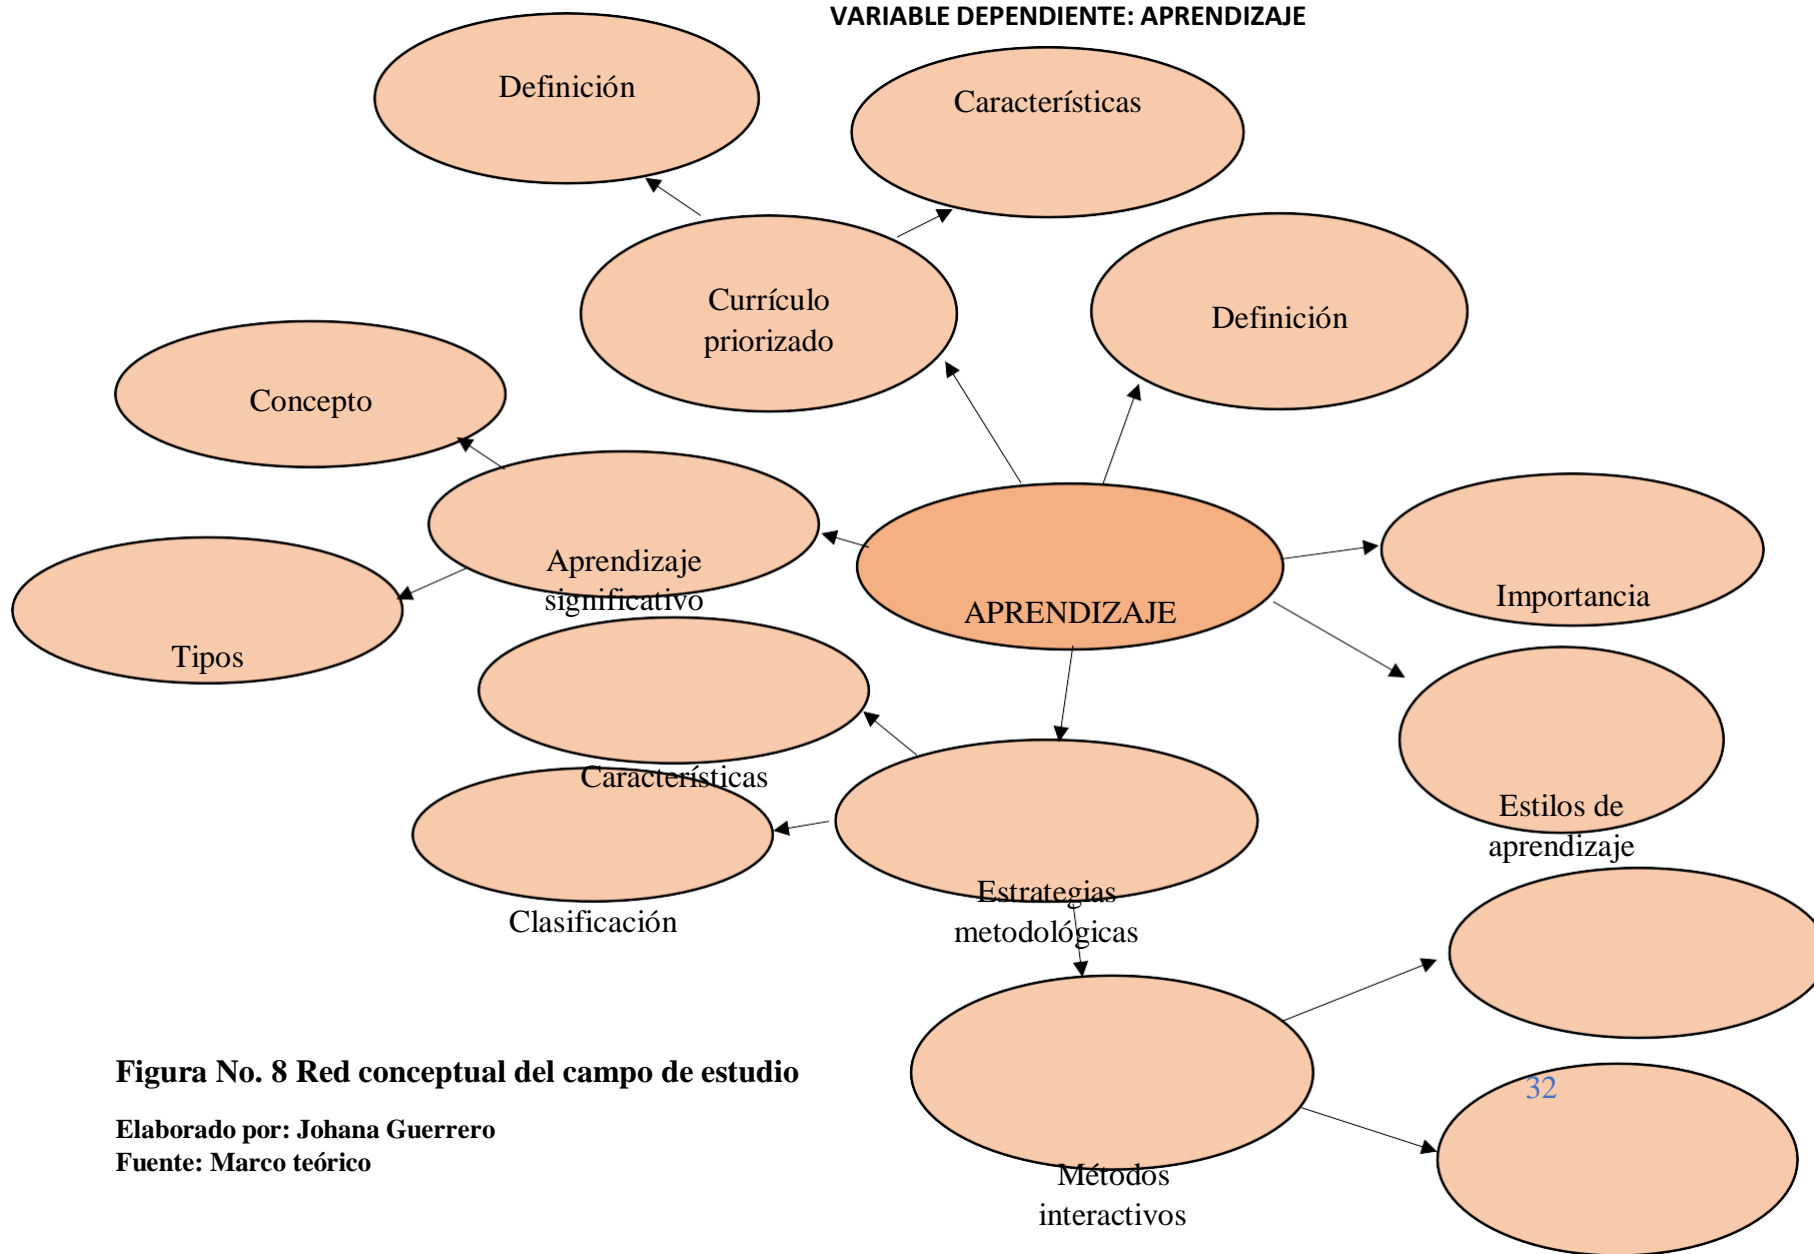 VARIABLE DEPENDIENTE: APRENDIZAJE
Definición
Características
Currículo
priorizado
Definición
Concepto
Aprendizaje
significativo
Tipos
APRENDIZAJE
Importancia
Características
Estilos de
aprendizaje
Clasificación
Estrategias
metodológicas
Figura No. 8 Red conceptual del campo de estudio
32
Elaborado por: Johana Guerrero
Fuente: Marco teórico
Métodos
interactivos